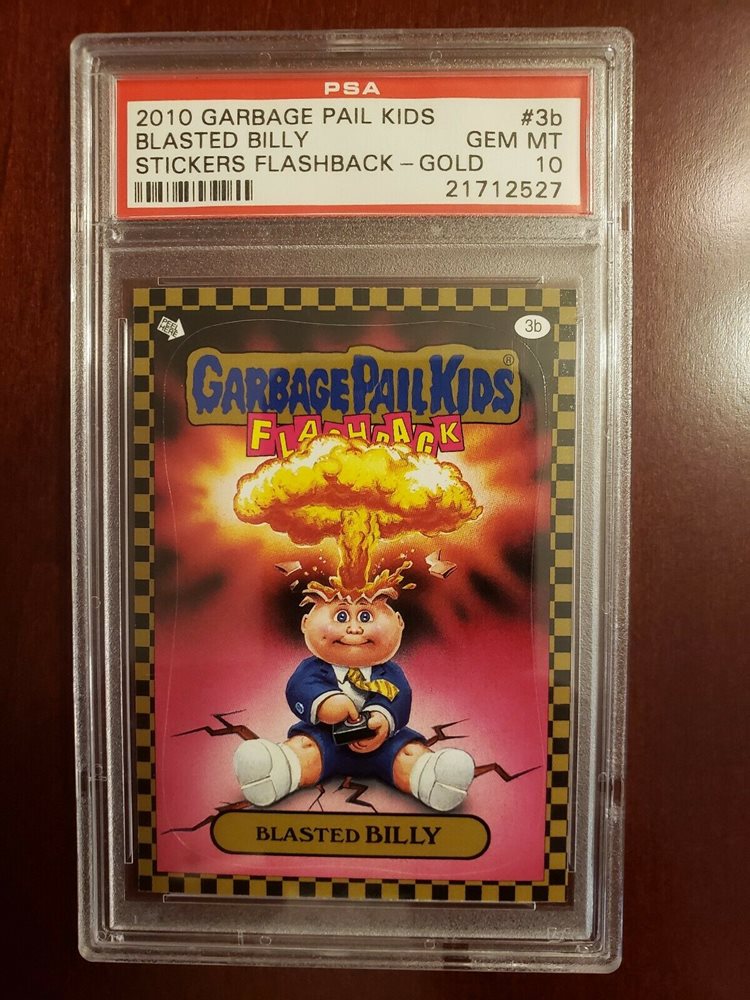 PSA
2010 GARBAGE PAIL KIDS #3b
BLASTED BILLY GEM MT
STICKERS FLASHBACK - GOLD 10
21712527
PEEL HERE
3b
GARBAGE PAIL KIDS®
FLASHBACK
BLASTED BILLY